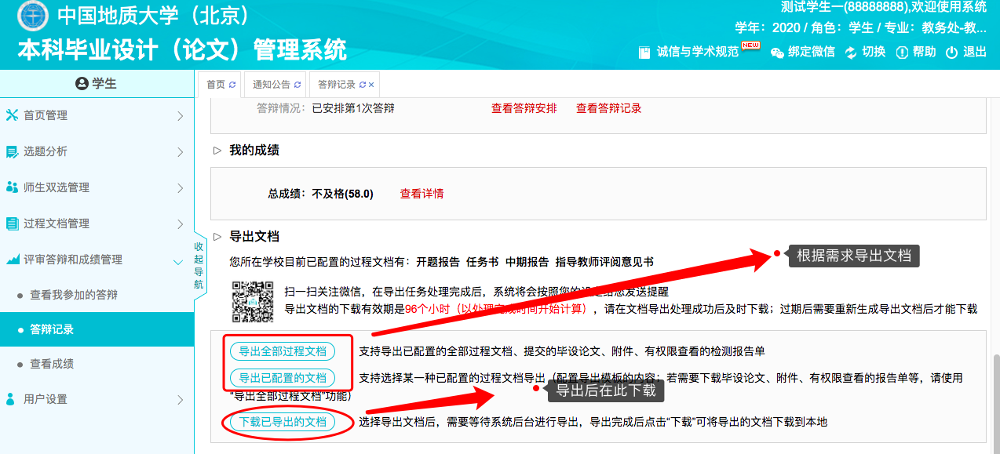 中国地质大学（北京）
本科毕业设计（论文）管理系统
测试学生一(88888888),欢迎使用系统
学年：2020 / 角色：学生 / 专业：教务处-教...
诚信与学术规范 NEW 绑定微信 切换 帮助 退出
学生
首页 通知公告 答辩记录
首页管理
选题分析
师生双选管理
过程文档管理
评审答辩和成绩管理
查看我参加的答辩
答辩记录
查看成绩
用户设置
收起导航
答辩情况： 已安排第1次答辩 查看答辩安排 查看答辩记录
我的成绩
总成绩：不及格(58.0) 查看详情
导出文档
您所在学校目前已配置的过程文档有：开题报告 任务书 中期报告 指导教师评阅意见书
根据需求导出文档
扫一扫关注微信，在导出任务处理完成后，系统将会按照您的设定给您发送提醒
导出文档的下载有效期是96个小时（以处理完成时间开始计算），请在文档导出处理成功后及时下载；过期后需要重新生成导出文档后才能下载
导出全部过程文档 支持导出已配置的全部过程文档、提交的毕设论文、附件、有权限查看的检测报告单
导出已配置的文档 支持选择某一种已配置的过程文档导出（配置导出模板的内容；若需要下载毕设论文、附件、有权限查看的报告单等，请使用
“导出全部过程文档”功能）
导出后在此下载
下载已导出的文档 选择导出文档后，需要等待系统后台进行导出，导出完成后点击“下载”可将导出的文档下载到本地